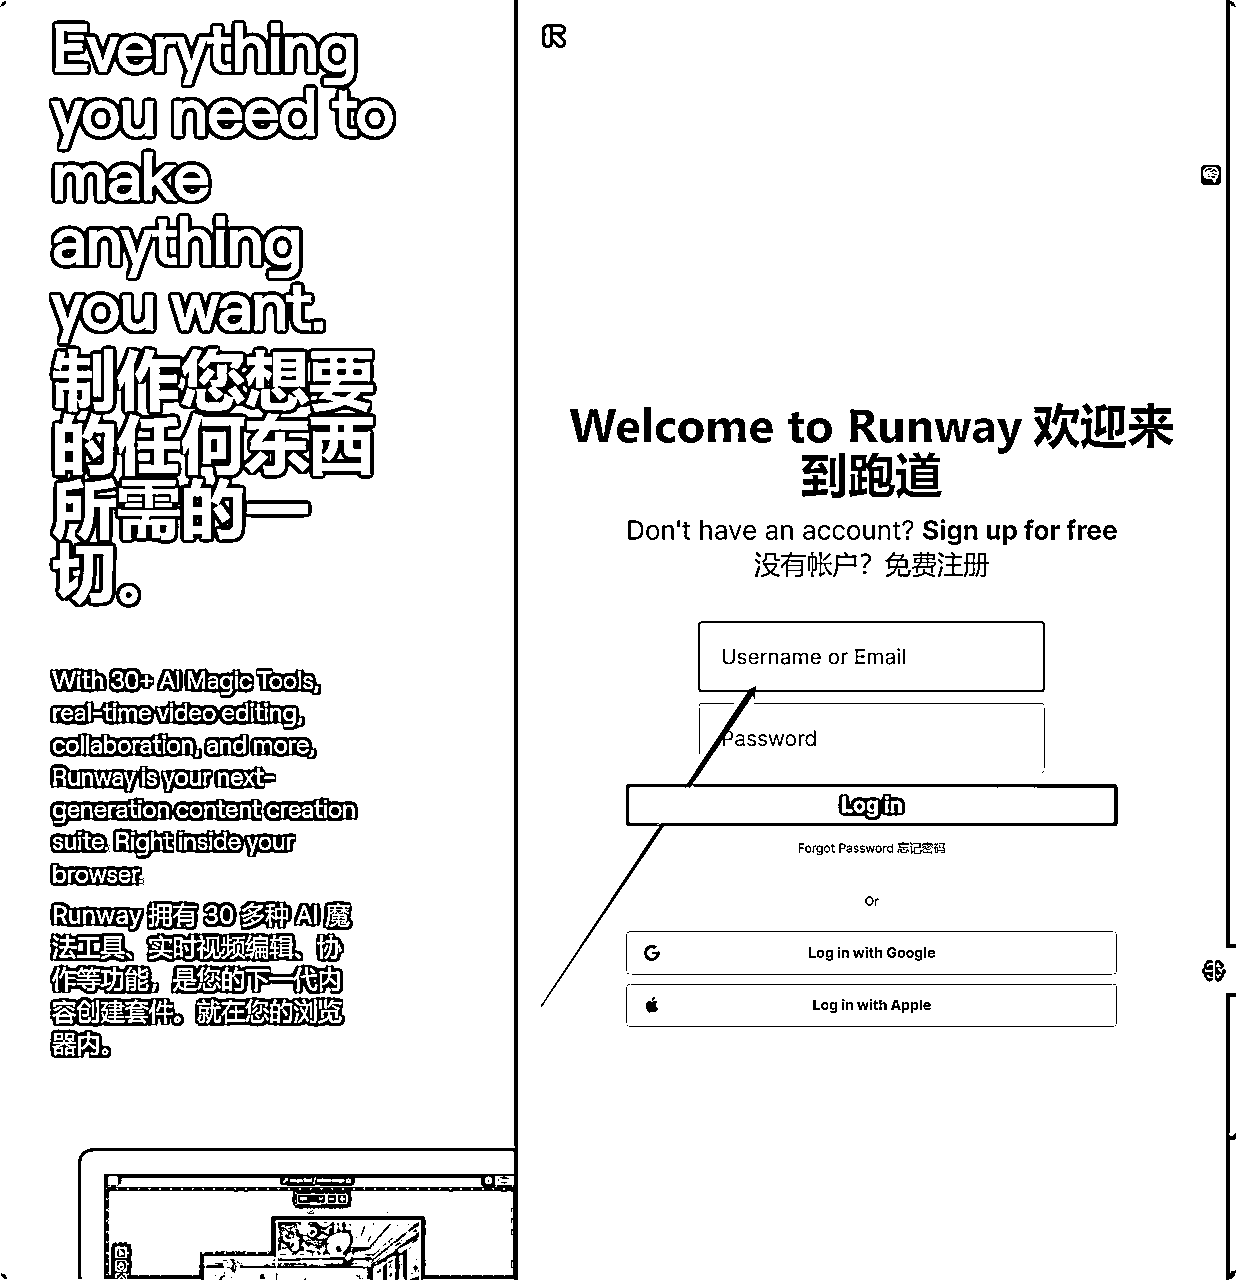 Everything
you need to
make
anything
you want.
制作您想要
的任何东西
所需的一
切。
With 30+ AI Magic Tools,
real-time video editing,
collaboration, and more,
Runway is your next-
generation content creation
suite. Right inside your
browser.
Runway 拥有 30 多种 AI 魔
法工具、实时视频编辑、协
作等功能，是您的下一代内
容创建套件。就在您的浏览
器内。
R
Welcome to Runway 欢迎来
到跑道
Don't have an account? Sign up for free
没有帐户？免费注册
Username or Email
Password
Log in
Forgot Password 忘记密码
Or
Log in with Google
Log in with Apple